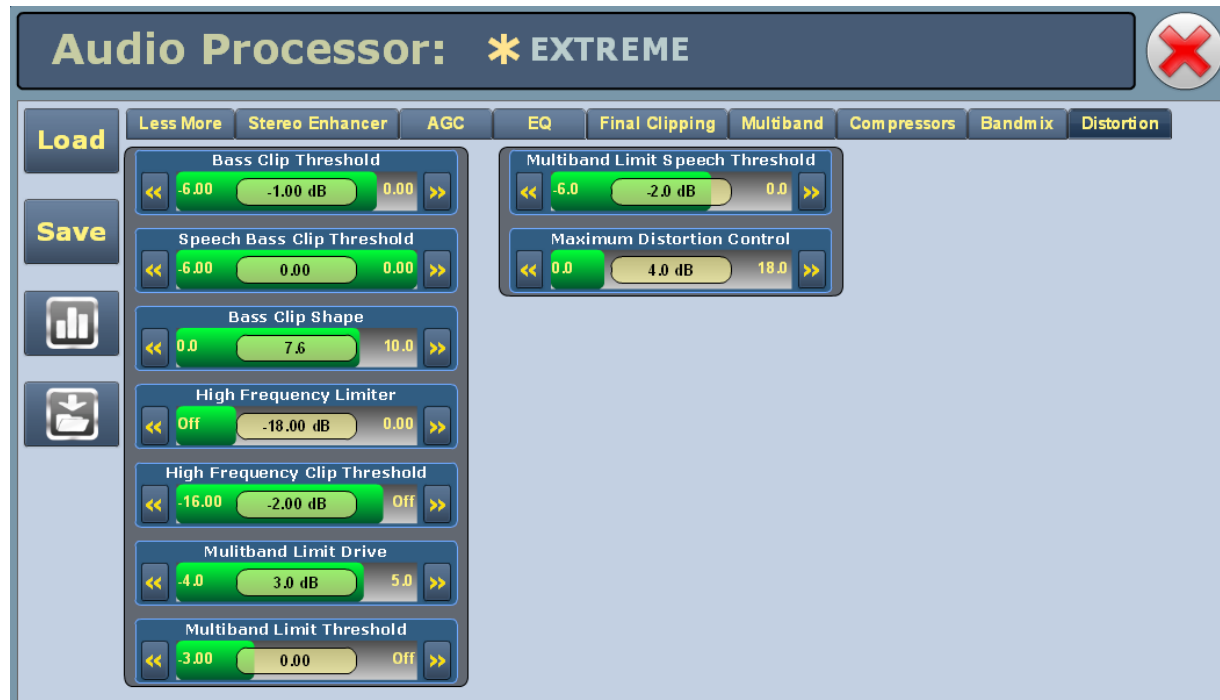 Audio Processor: * EXTREME
Load
Save
Less More Stereo Enhancer AGC EQ Final Clipping Multiband Compressors Bandmix Distortion
Bass Clip Threshold
<< -6.00 -1.00 dB 0.00 >>
Speech Bass Clip Threshold
<< -6.00 0.00 0.00 >>
Bass Clip Shape
<< 0.0 7.6 10.0 >>
High Frequency Limiter
<< Off -18.00 dB 0.00 >>
High Frequency Clip Threshold
<< -16.00 -2.00 dB Off >>
Mulitband Limit Drive
<< -4.0 3.0 dB 5.0 >>
Multiband Limit Threshold
<< -3.00 0.00 Off >>
Multiband Limit Speech Threshold
<< -6.0 -2.0 dB 0.0 >>
Maximum Distortion Control
<< 0.0 4.0 dB 18.0 >>